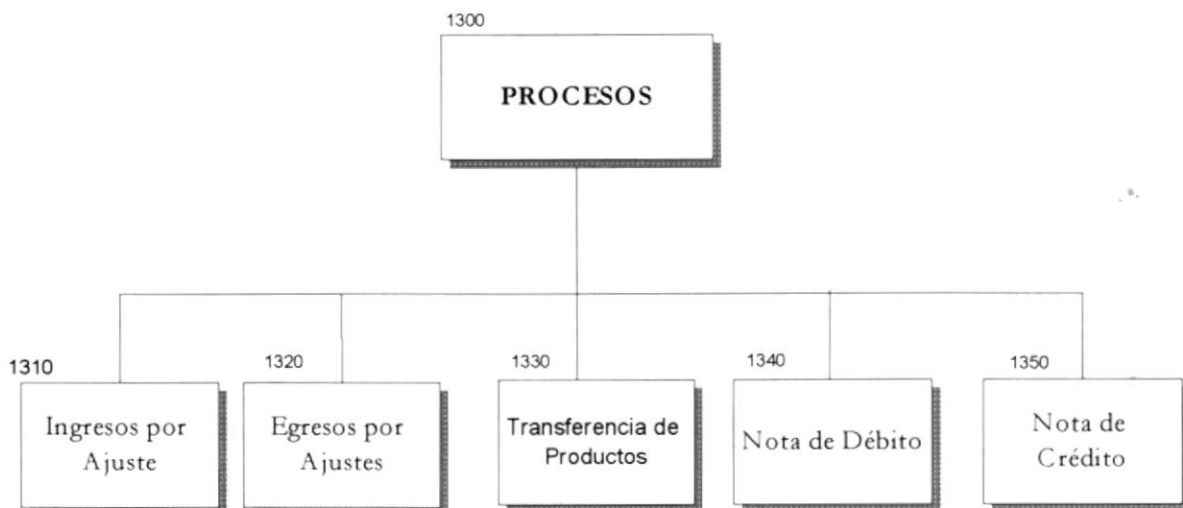 1300
PROCESOS
1310
Ingresos por
Ajuste
1320
Egresos por
Ajustes
1330
Transferencia de
Productos
1340
Nota de Débito
1350
Nota de
Crédito